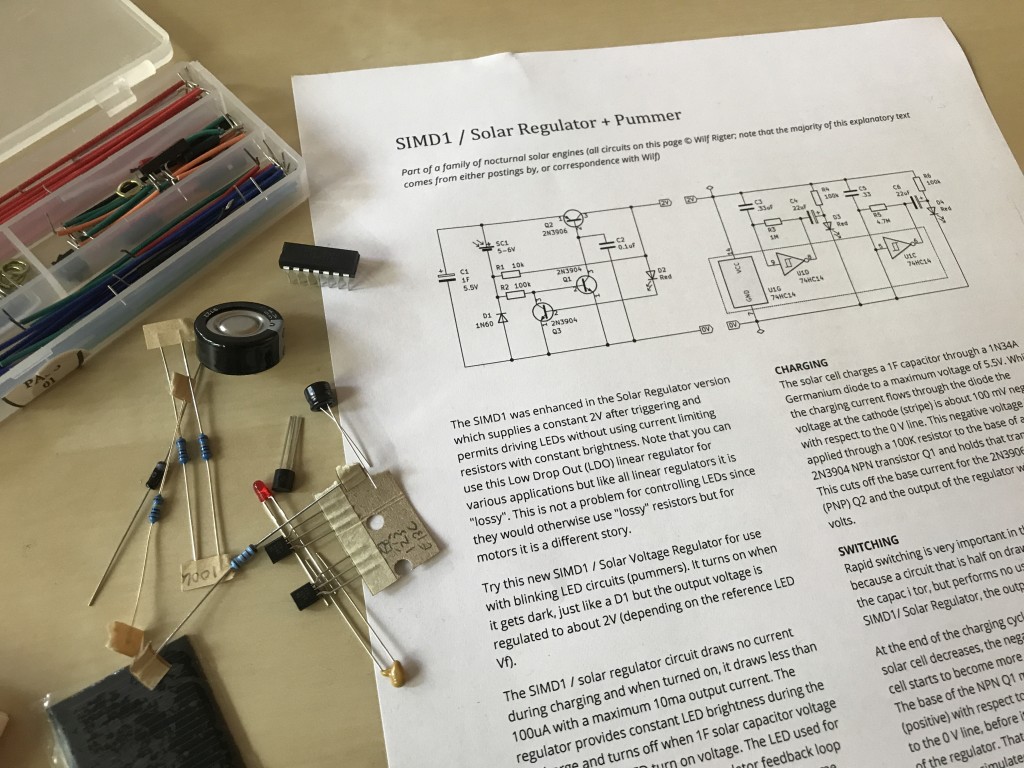 SIMD1 / Solar Regulator + Pummer
Part of a family of nocturnal solar engines (all circuits on this page © Wilf Rigter; note that the majority of this explanatory text
comes from either postings by, or correspondence with Wilf)
C1
1F
5.5V
SC1
5-6V
R1 10k
R2 100k
D1
1N60
Q2
2N3906
2N3904
Q1
2N3904
Q3
C2
0.1uF
D2
Red
2V
0V
2V
0V
VCC
GND
U1G
74HC14
C3
.33uF
R3
1M
C4
.22uF
R4
100k
D3
Red
U1D
74HC14
C5
.33
R5
4.7M
C6
.22uF
R6
100k
D4
Red
U1C
74HC14
The SIMD1 was enhanced in the Solar Regulator version
which supplies a constant 2V after triggering and
permits driving LEDs without using current limiting
resistors with constant brightness. Note that you can
use this Low Drop Out (LDO) linear regulator for
various applications but like all linear regulators it is
"lossy". This is not a problem for controlling LEDs since
they would otherwise use "lossy" resistors but for
motors it is a different story.
Try this new SIMD1 / Solar Voltage Regulator for use
with blinking LED circuits (pummers). It turns on when
it gets dark, just like a D1 but the output voltage is
regulated to about 2V (depending on the reference LED
Vf).
The SIMD1 / solar regulator circuit draws no current
during charging and when turned on, it draws less than
100uA with a maximum 10ma output current. The
regulator provides constant LED brightness during the
and turns off when 1F solar capacitor voltage
turn on voltage. The LED used for
feedback loop
CHARGING
The solar cell charges a 1F capacitor through a 1N34A
Germanium diode to a maximum voltage of 5.5V.
the charging current flows through the diode the
voltage at the cathode (stripe) is about 100 mV
with respect to the 0 V line. This negative voltage
applied through a 100K resistor to the base of a
2N3904 NPN transistor Q1 and holds that
This cuts off the base current for the
(PNP) Q2 and the output of the regulator
volts.
SWITCHING
Rapid switching is very important in
because a circuit that is half on
the capaci tor, but performs no
SIMD1/ Solar Regulator, the
At the end of the charging
solar cell decreases, the
cell starts to become more
The base of the NPN Q1
(positive) with respect
to the 0 V line, before
of the regulator.
100k
01